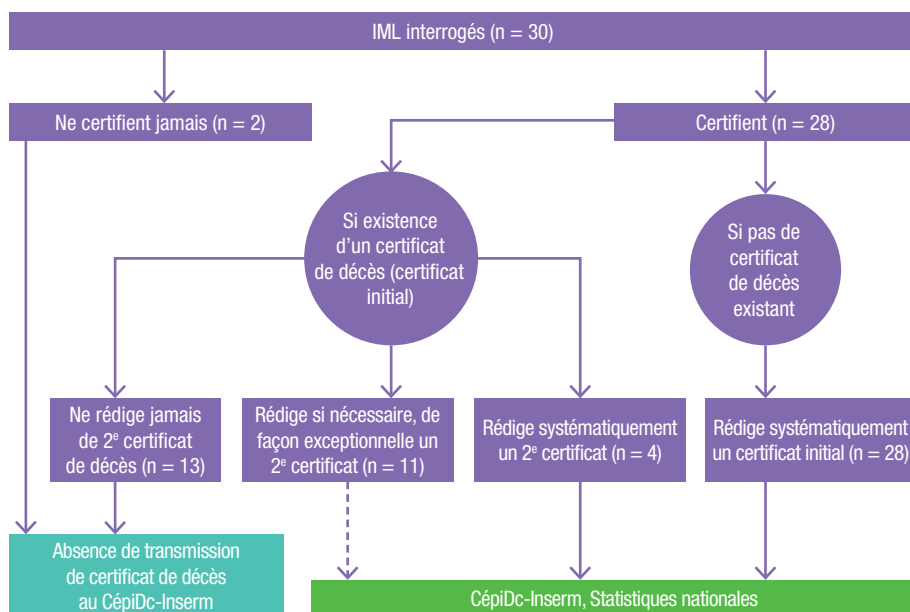 IML interrogés (n = 30)
Ne certifient jamais (n = 2)
Certifient (n = 28)
Si existence
d'un certificat
de décès (certificat
initial)
Si pas de
certificat
de décès
existant
Ne rédige jamais
de 2e certificat
de décès (n = 13)
Rédige si nécessaire, de
façon exceptionnelle un
2e certificat (n = 11)
Rédige systématiquement
un 2e certificat (n = 4)
Rédige systématiquement
un certificat initial (n = 28)
Absence de transmission
de certificat de décès
au CépiDc-Inserm
CépiDc-Inserm, Statistiques nationales